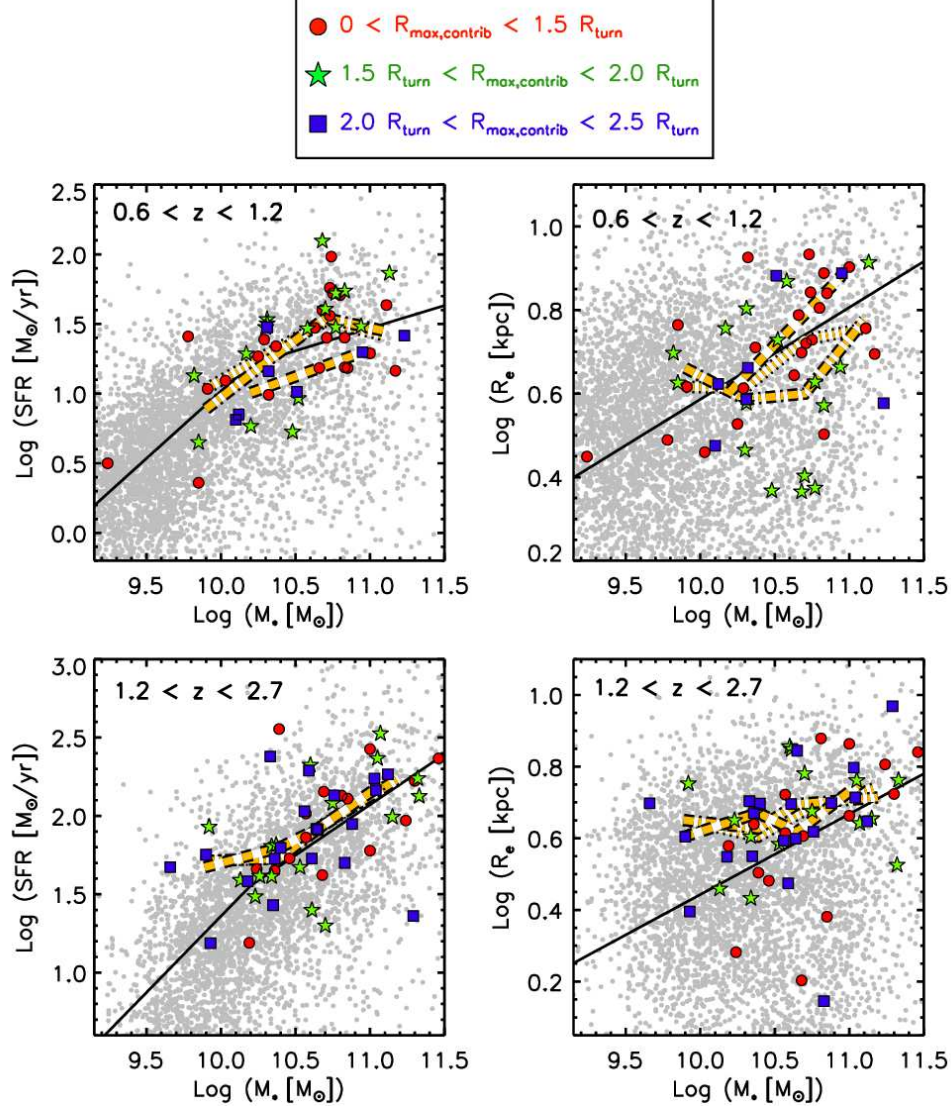 0 < R_max,contrib < 1.5 R_turn
1.5 R_turn < R_max,contrib < 2.0 R_turn
2.0 R_turn < R_max,contrib < 2.5 R_turn
0.6 < z < 1.2
Log (SFR [M⊙/yr])
2.5
2.0
1.5
1.0
0.5
0.0
9.5 10.0 10.5 11.0 11.5
Log (M* [M⊙])
0.6 < z < 1.2
Log (Re [kpc])
1.0
0.8
0.6
0.4
0.2
9.5 10.0 10.5 11.0 11.5
Log (M* [M⊙])
1.2 < z < 2.7
Log (SFR [M⊙/yr])
3.0
2.5
2.0
1.5
1.0
9.5 10.0 10.5 11.0 11.5
Log (M* [M⊙])
1.2 < z < 2.7
Log (Re [kpc])
1.0
0.8
0.6
0.4
0.2
9.5 10.0 10.5 11.0 11.5
Log (M* [M⊙])